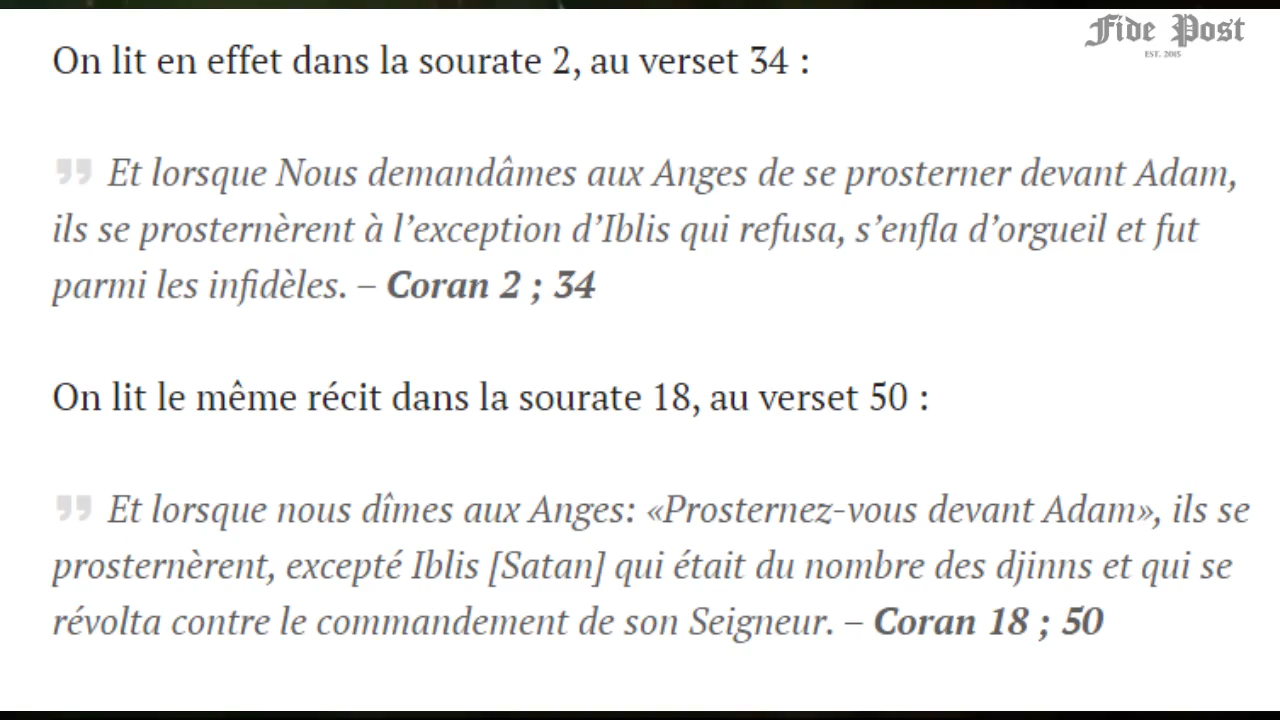 Fide Post
EST. 2015
On lit en effet dans la sourate 2, au verset 34 :
” Et lorsque Nous demandâmes aux Anges de se prosterner devant Adam,
ils se prosternèrent à l’exception d’Iblis qui refusa, s’enfla d’orgueil et fut
parmi les infidèles. – Coran 2 ; 34
On lit le même récit dans la sourate 18, au verset 50 :
” Et lorsque nous dîmes aux Anges: «Prosternez-vous devant Adam», ils se
prosternèrent, excepté Iblis [Satan] qui était du nombre des djinns et qui se
révolta contre le commandement de son Seigneur. – Coran 18 ; 50